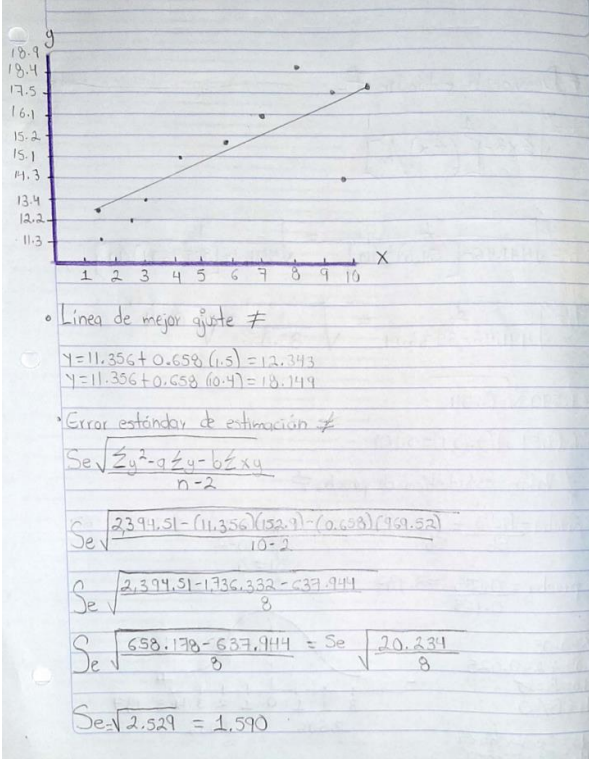 y
18.9
18.4
17.5
16.1
15.2
15.1
14.3
13.4
12.2
11.3
1 2 3 4 5 6 7 8 9 10 X
• Línea de mejor ajuste ≠
Y=11.356+0.658(1.5)=12.343
Y=11.356+0.658(10.4)=18.149
• Error estándar de estimación ≠
Se √ Σy²-aΣy-bΣxy
n-2
Se √ 2,394.51-(11.356)(152.9)-(0.658)(969.52)
10-2
Se √ 2,394.51-1,736.332-637.944
8
Se √ 658.178-637.944 = Se √ 20.234
8 8
Se=√2.529 = 1.590